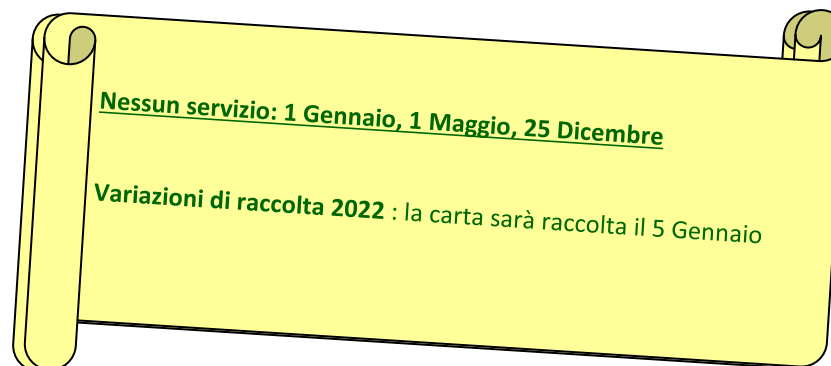 Nessun servizio: 1 Gennaio, 1 Maggio, 25 Dicembre
Variazioni di raccolta 2022 : la carta sarà raccolta il 5 Gennaio